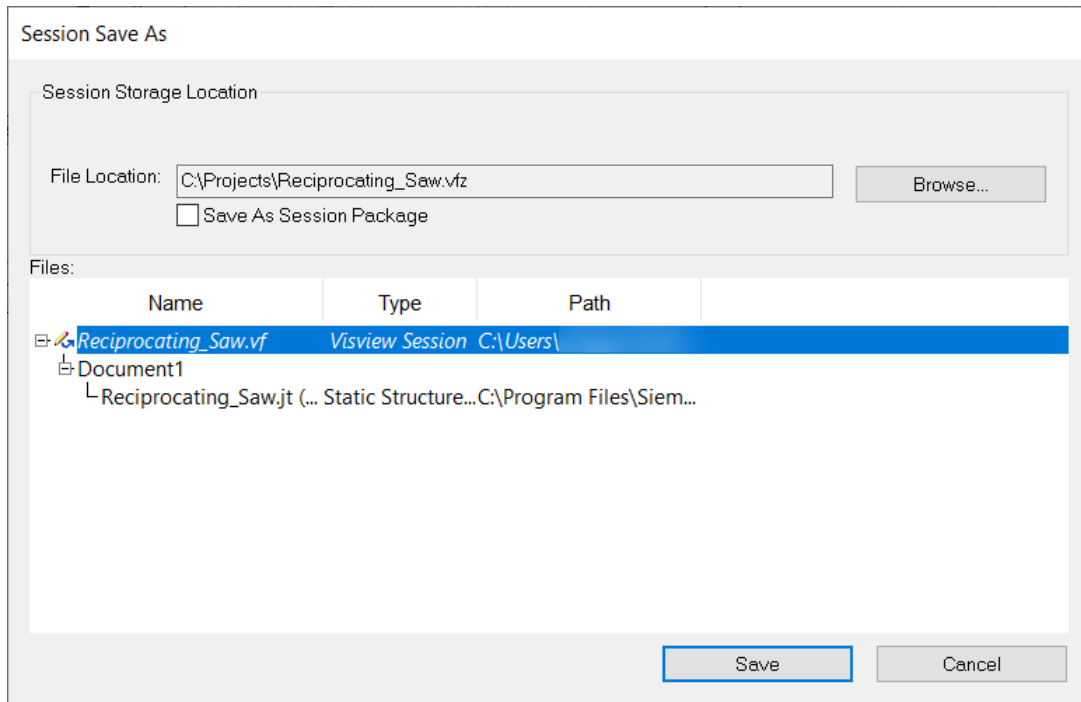 Session Save As
Session Storage Location
File Location: C:\Projects\Reciprocating_Saw.vfz Browse...
Save As Session Package
Files:
Name Type Path
Reciprocating_Saw.vf Visview Session C:\Users\
Document1
Reciprocating_Saw.jt (... Static Structure...C:\Program Files\Siem...
Save Cancel